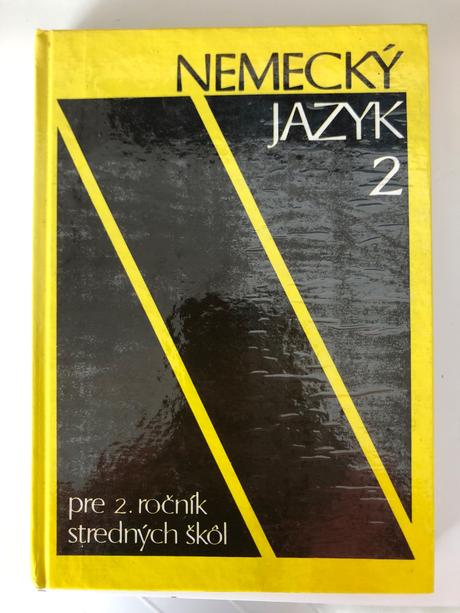 NEMECKÝ
JAZYK
2
pre 2. ročník
stredných škôl